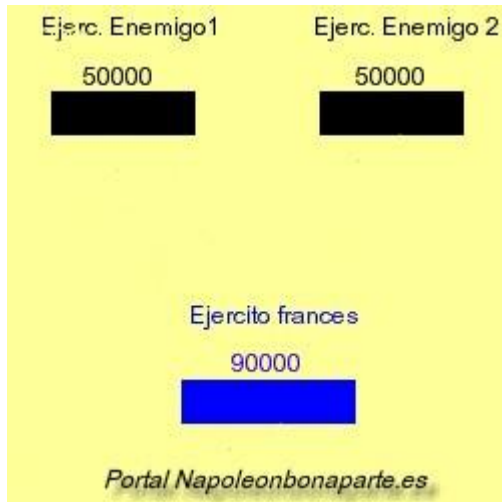 Ejerc. Enemigo1
Ejerc. Enemigo 2
50000
50000
Ejercito frances
90000
Portal Napoleonbonaparte.es